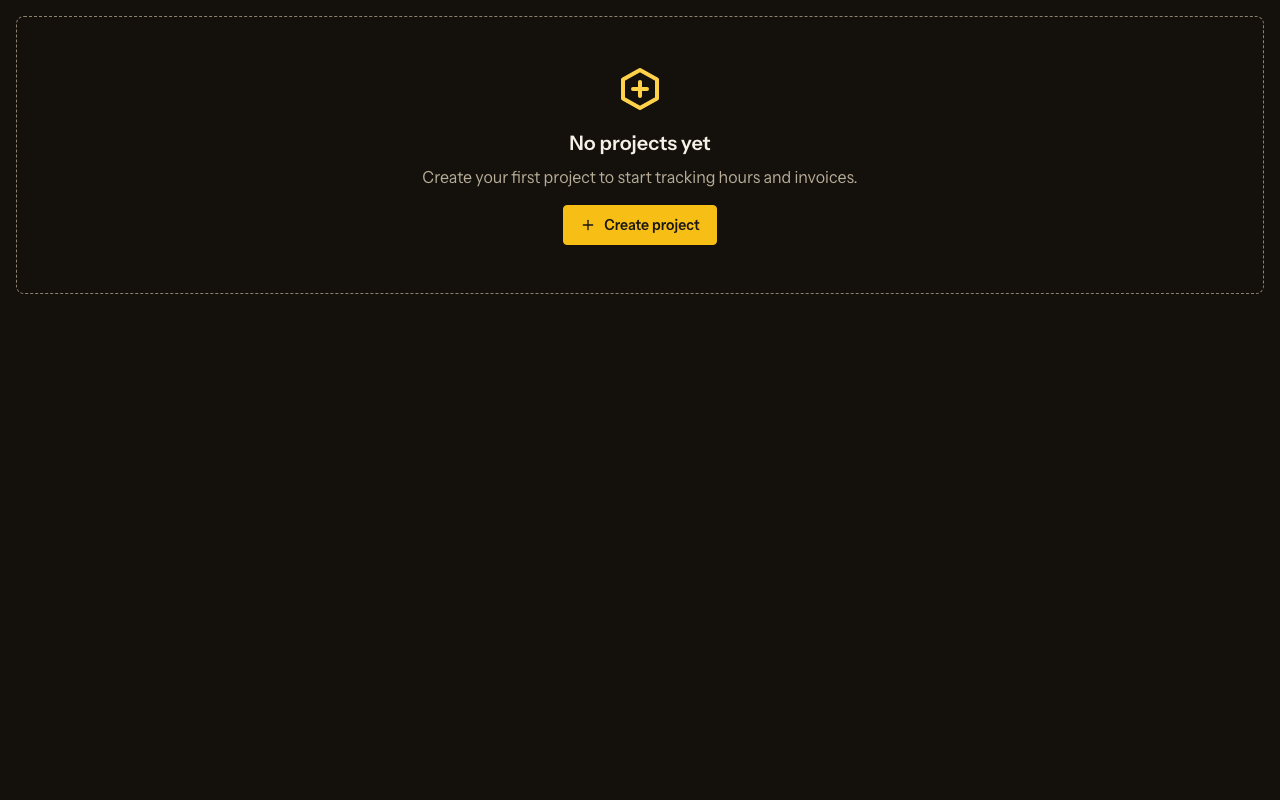 No projects yet
Create your first project to start tracking hours and invoices.
Create project